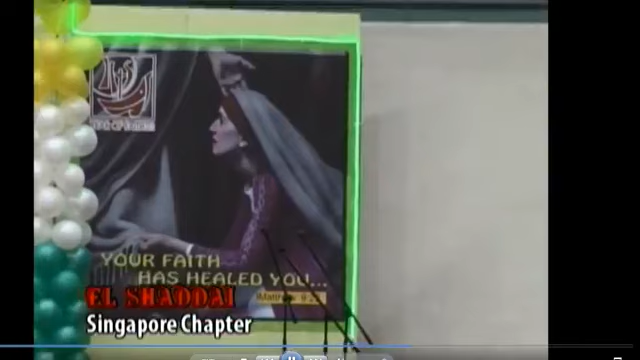 YOUR FAITH
HAS HEALED YOU...
EL SHADDAI
Singapore Chapter